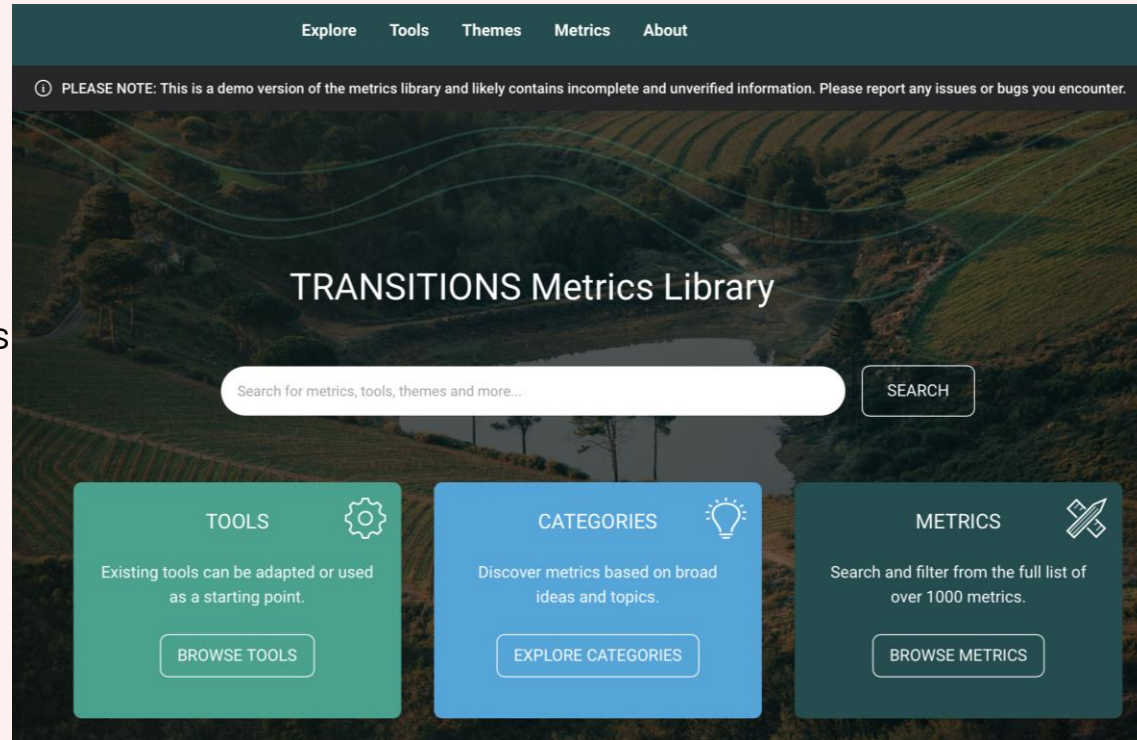 Explore Tools Themes Metrics About
PLEASE NOTE: This is a demo version of the metrics library and likely contains incomplete and unverified information. Please report any issues or bugs you encounter.
TRANSITIONS Metrics Library
s
Search for metrics, tools, themes and more...
SEARCH
TOOLS
Existing tools can be adapted or used
as a starting point.
BROWSE TOOLS
CATEGORIES
Discover metrics based on broad
ideas and topics.
EXPLORE CATEGORIES
METRICS
Search and filter from the full list of
over 1000 metrics.
BROWSE METRICS